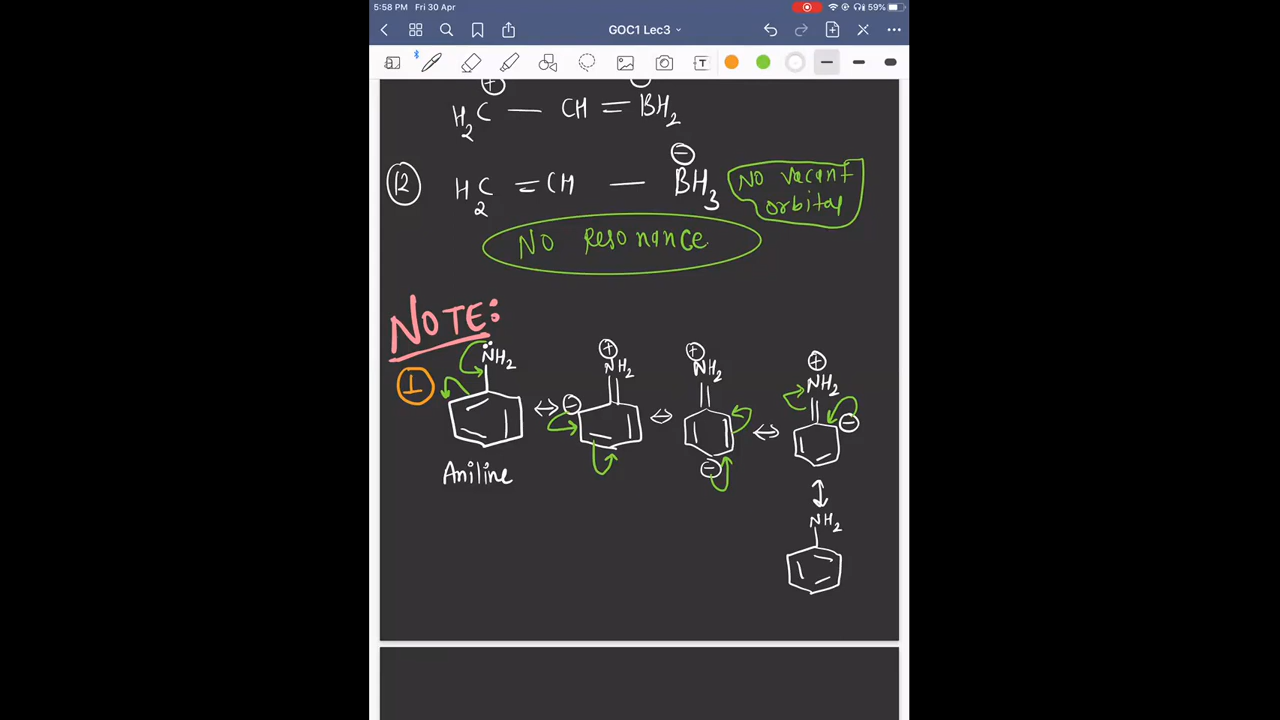 5:58 PM Fri 30 Apr 59%
GOC1 Lec3
T
+
H2C — CH = BH2
12 H2C = CH — BH3 − NO vacant
orbital
NO Resonance
NOTE:
1 N̈H2 ⊕ NH2 ⊕ NH2 ⊕ NH2
⇔ ⊖ ⇔ ⊖ ⇔ ⊖
Aniline
NH2